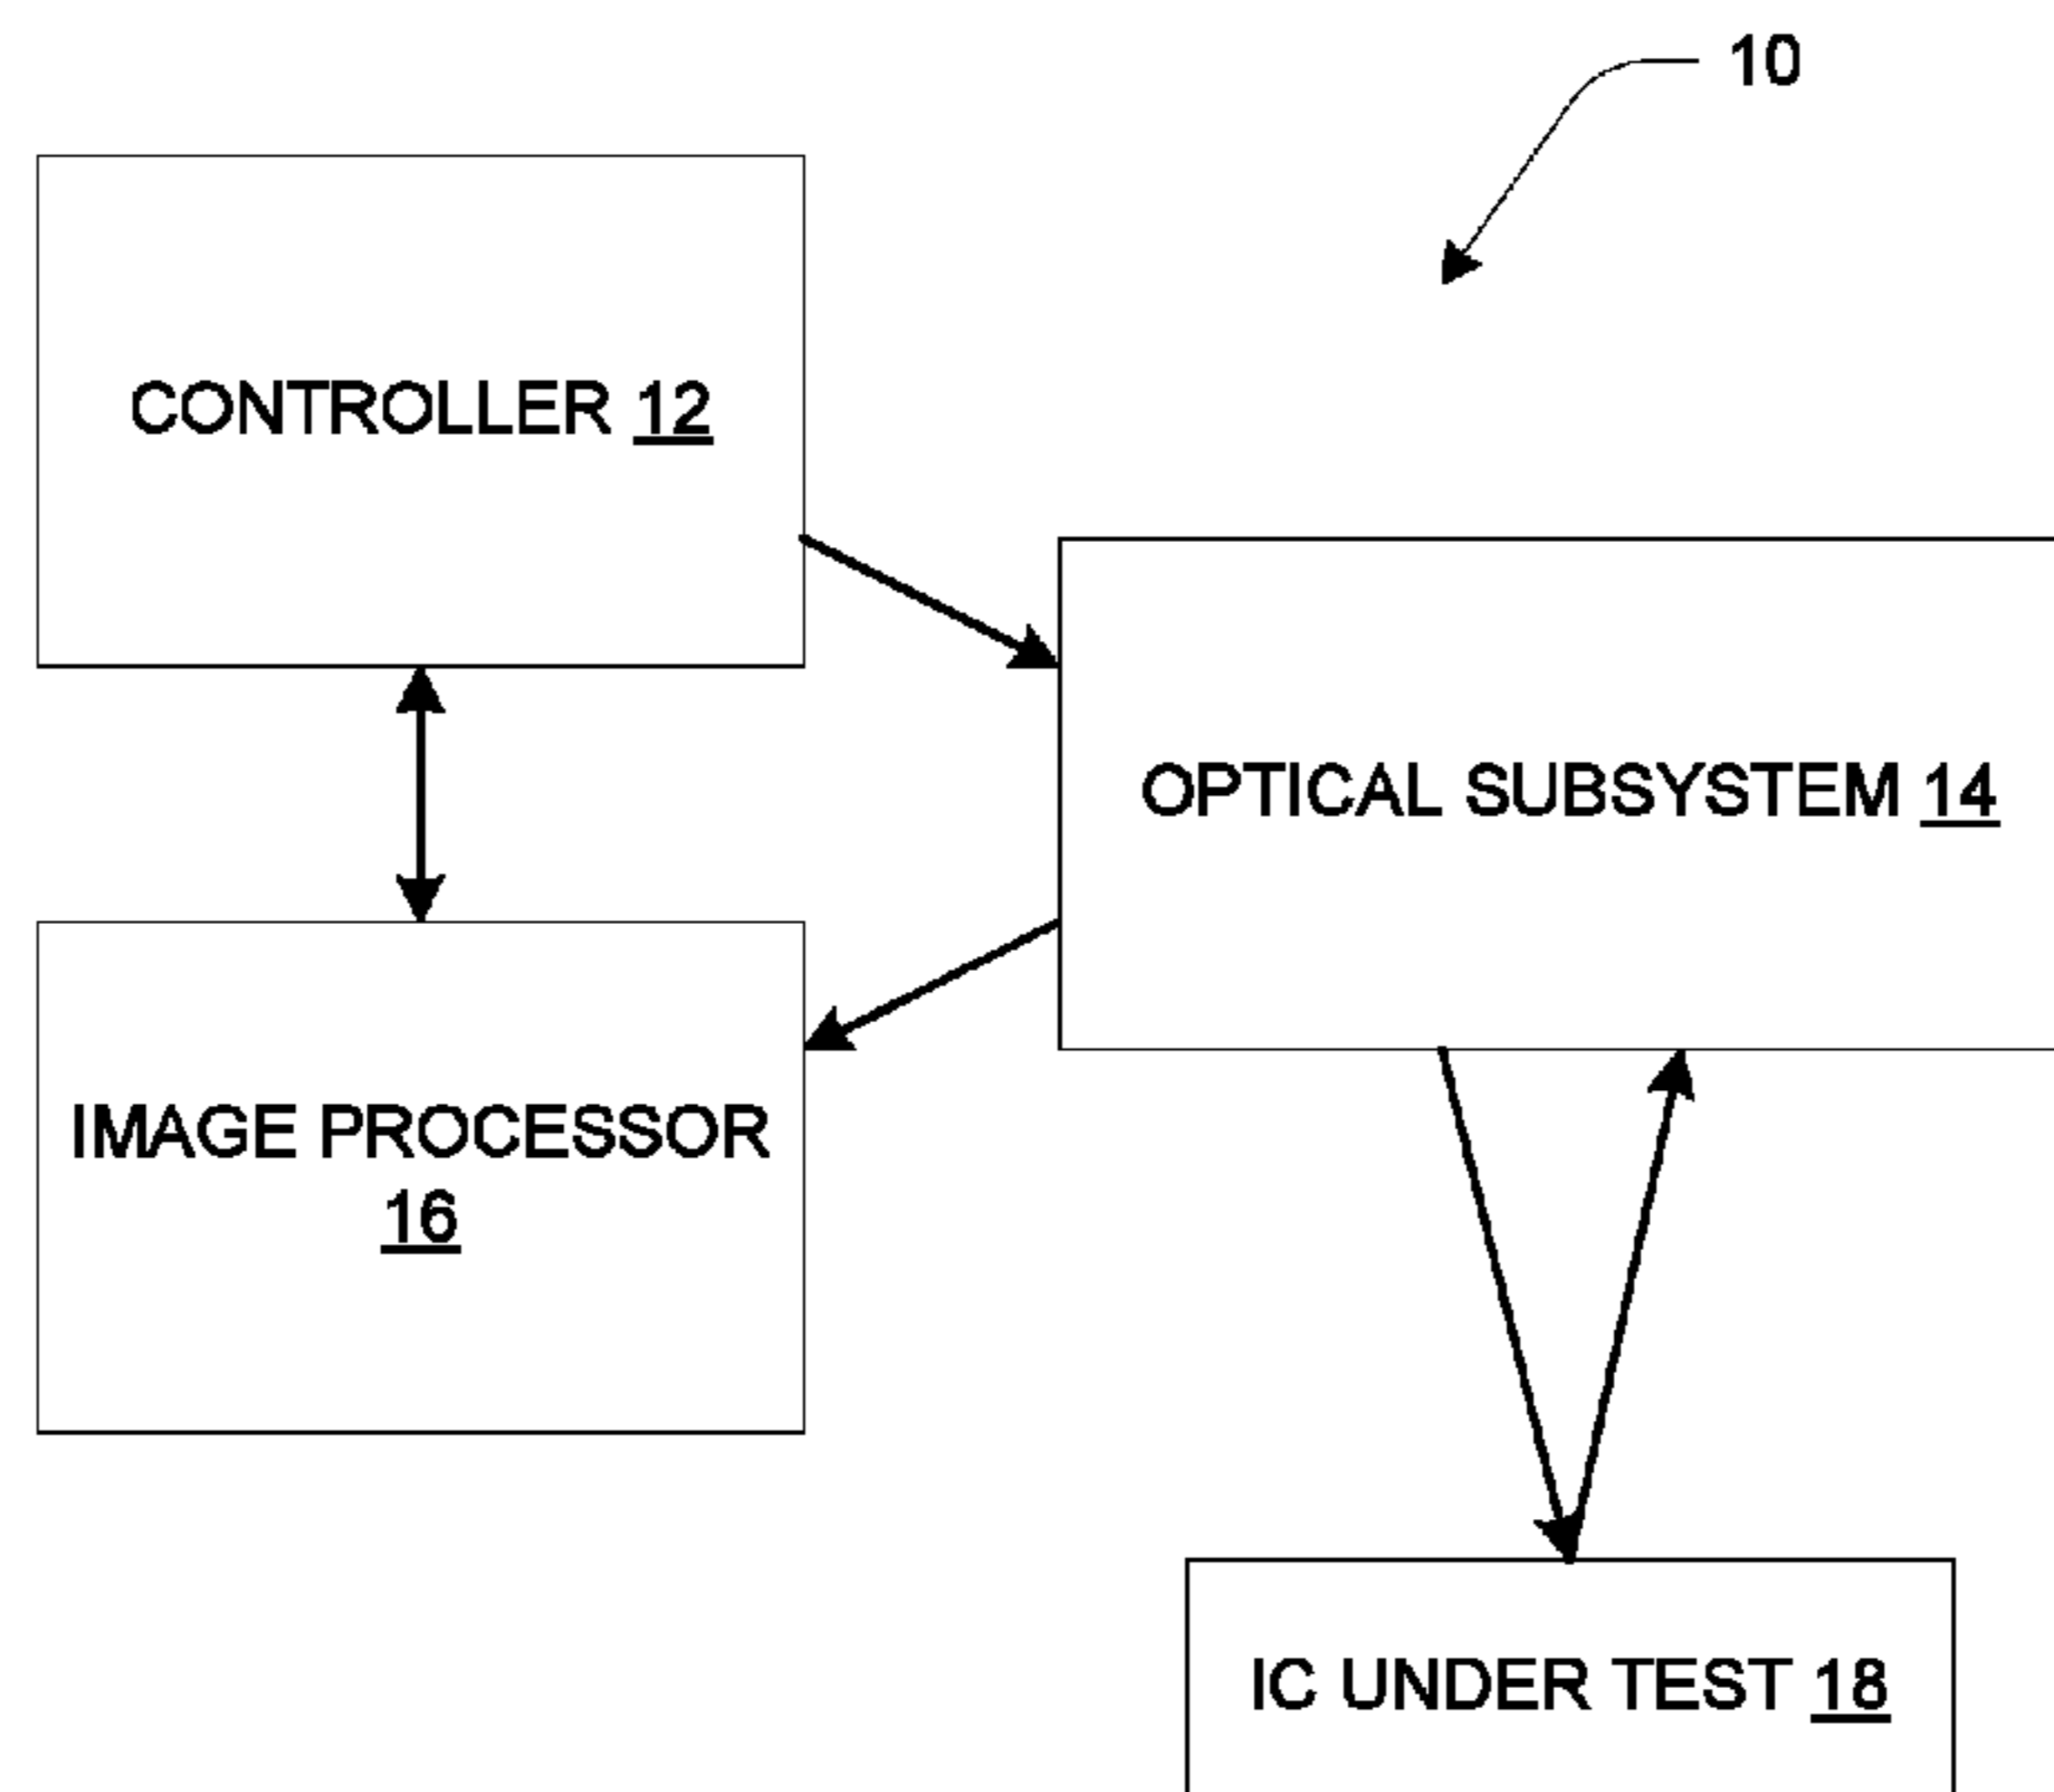 10
CONTROLLER 12
OPTICAL SUBSYSTEM 14
IMAGE PROCESSOR
16
IC UNDER TEST 18